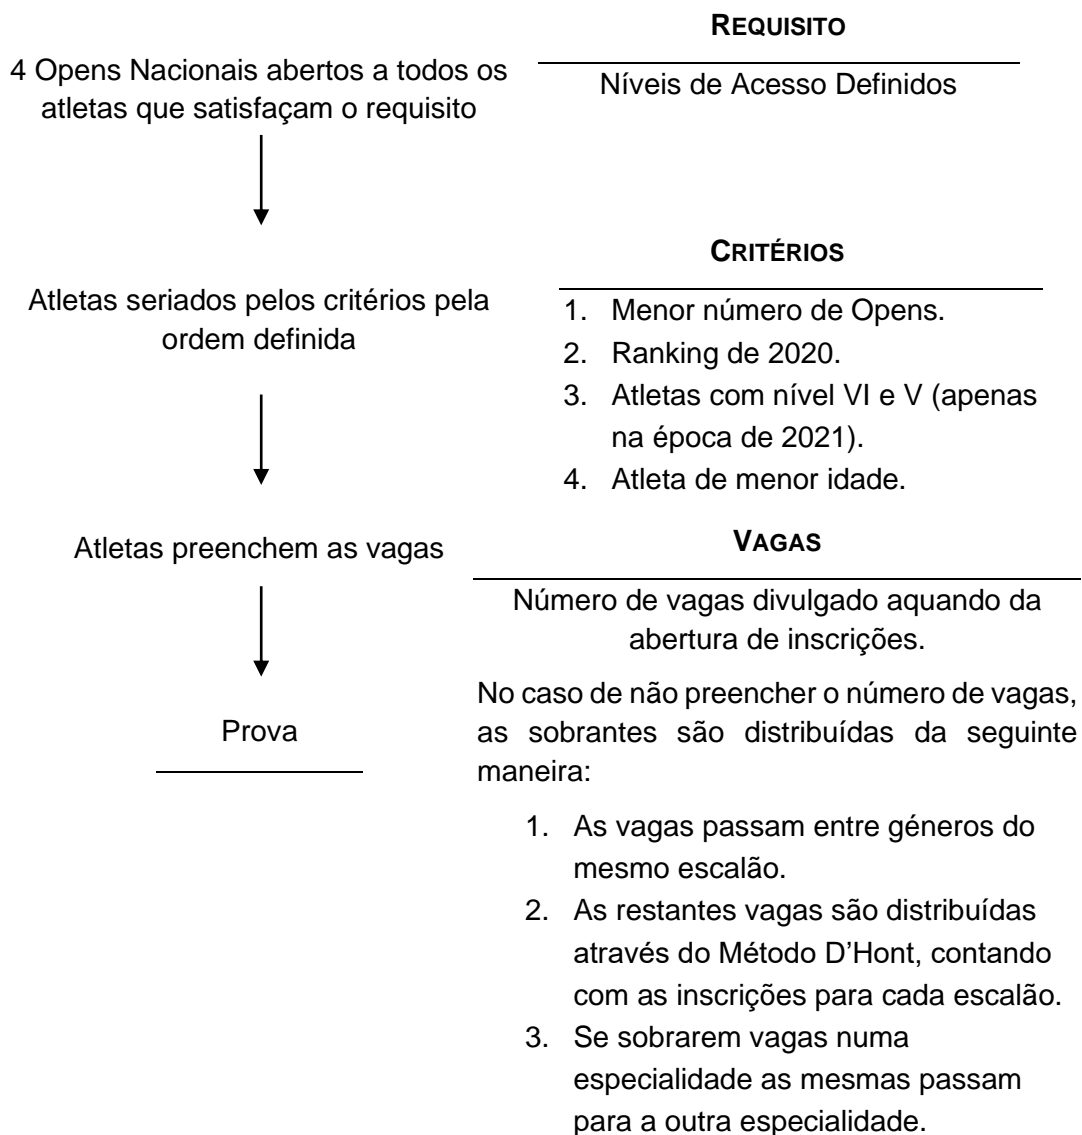 REQUISITO
4 Opens Nacionais abertos a todos os
atletas que satisfaçam o requisito
Níveis de Acesso Definidos
CRITÉRIOS
Atletas seriados pelos critérios pela
ordem definida
1. Menor número de Opens.
2. Ranking de 2020.
3. Atletas com nível VI e V (apenas
na época de 2021).
4. Atleta de menor idade.
Atletas preenchem as vagas
VAGAS
Número de vagas divulgado aquando da
abertura de inscrições.
No caso de não preencher o número de vagas,
as sobrantes são distribuídas da seguinte
maneira:
Prova
1. As vagas passam entre géneros do
mesmo escalão.
2. As restantes vagas são distribuídas
através do Método D’Hont, contando
com as inscrições para cada escalão.
3. Se sobrarem vagas numa
especialidade as mesmas passam
para a outra especialidade.